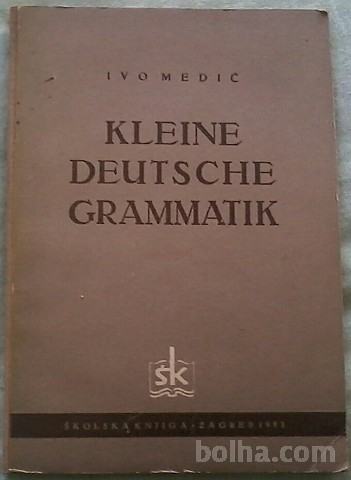 IVO MEDIĆ
KLEINE
DEUTSCHE
GRAMMATIK
šk
ŠKOLSKA KNJIGA - ZAGREB
bolha.com